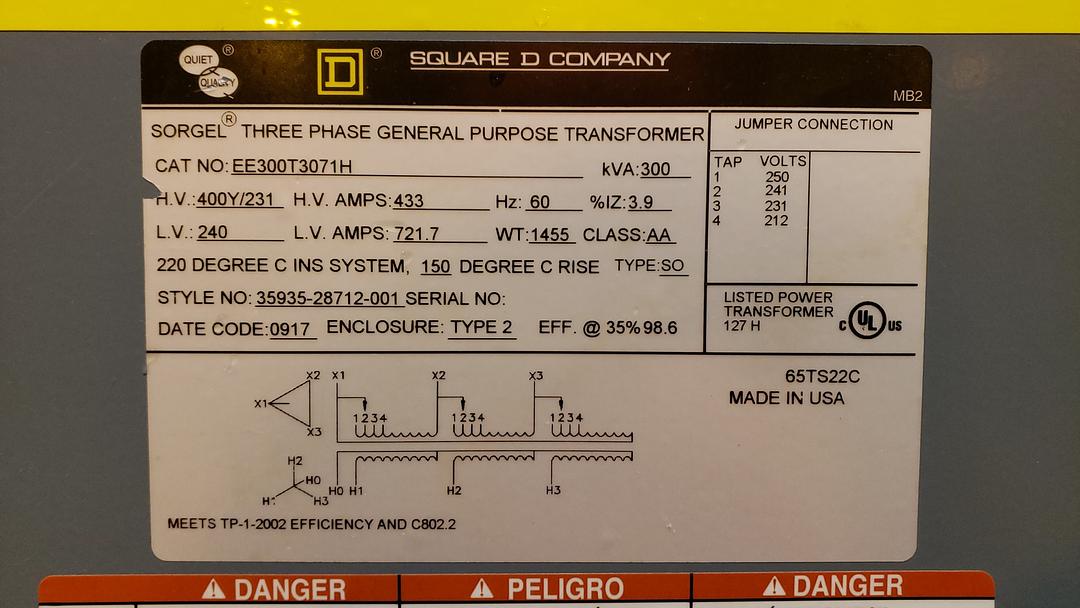 QUIET ®
QUALITY
D ®
SQUARE D COMPANY
MB2
SORGEL® THREE PHASE GENERAL PURPOSE TRANSFORMER
CAT NO: EE300T3071H kVA: 300
H.V.: 400Y/231 H.V. AMPS: 433 Hz: 60 %IZ: 3.9
L.V.: 240 L.V. AMPS: 721.7 WT: 1455 CLASS: AA
220 DEGREE C INS SYSTEM, 150 DEGREE C RISE TYPE: SO
STYLE NO: 35935-28712-001 SERIAL NO:
DATE CODE: 0917 ENCLOSURE: TYPE 2 EFF. @ 35% 98.6
JUMPER CONNECTION
TAP VOLTS
1 250
2 241
3 231
4 212
LISTED POWER
TRANSFORMER
127 H
C UL US
65TS22C
MADE IN USA
X2 X1 X2 X3
X1
X3
1234 1234 1234
H2
H0
H1 H3
H0 H1 H2 H3
MEETS TP-1-2002 EFFICIENCY AND C802.2
DANGER PELIGRO DANGER